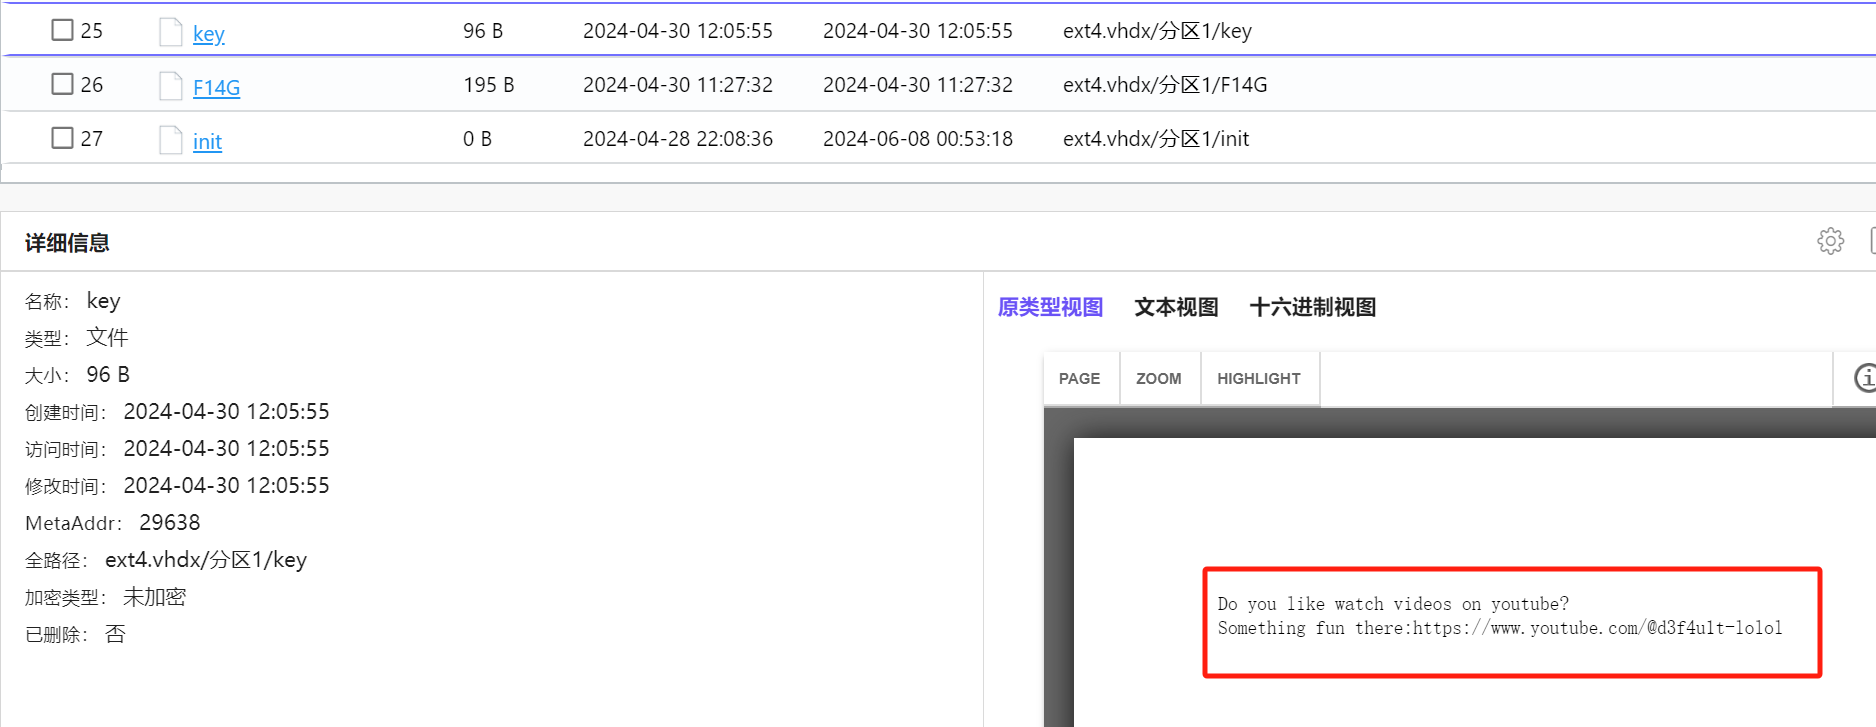 25 key 96 B 2024-04-30 12:05:55 2024-04-30 12:05:55 ext4.vhdx/分区1/key
26 F14G 195 B 2024-04-30 11:27:32 2024-04-30 11:27:32 ext4.vhdx/分区1/F14G
27 init 0 B 2024-04-28 22:08:36 2024-06-08 00:53:18 ext4.vhdx/分区1/init
详细信息
名称： key
类型： 文件
大小： 96 B
创建时间： 2024-04-30 12:05:55
访问时间： 2024-04-30 12:05:55
修改时间： 2024-04-30 12:05:55
MetaAddr： 29638
全路径： ext4.vhdx/分区1/key
加密类型： 未加密
已删除： 否
原类型视图 文本视图 十六进制视图
PAGE ZOOM HIGHLIGHT
Do you like watch videos on youtube?
Something fun there:https://www.youtube.com/@d3f4ult-lolol